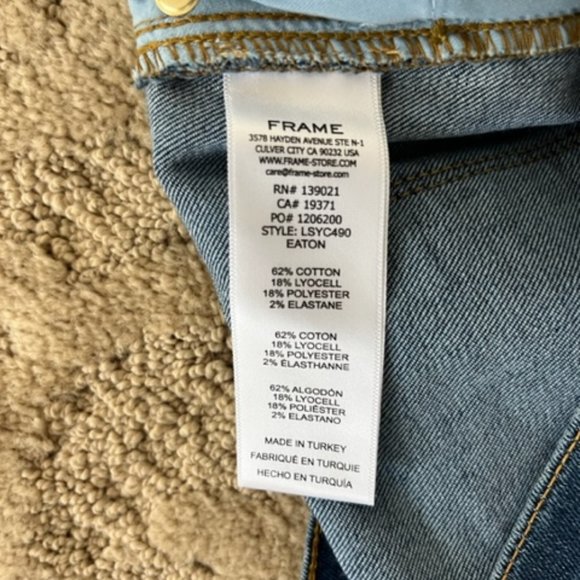 FRAME
3578 HAYDEN AVENUE STE N-1
CULVER CITY CA 90232 USA
WWW.FRAME-STORE.COM
care@frame-store.com
RN# 139021
CA# 19371
PO# 1206200
STYLE: LSYC490
EATON
62% COTTON
18% LYOCELL
18% POLYESTER
2% ELASTANE
62% COTON
18% LYOCELL
18% POLYESTER
2% ÉLASTHANNE
62% ALGODÓN
18% LYOCELL
18% POLIÉSTER
2% ELASTANO
MADE IN TURKEY
FABRIQUÉ EN TURQUIE
HECHO EN TURQUÍA